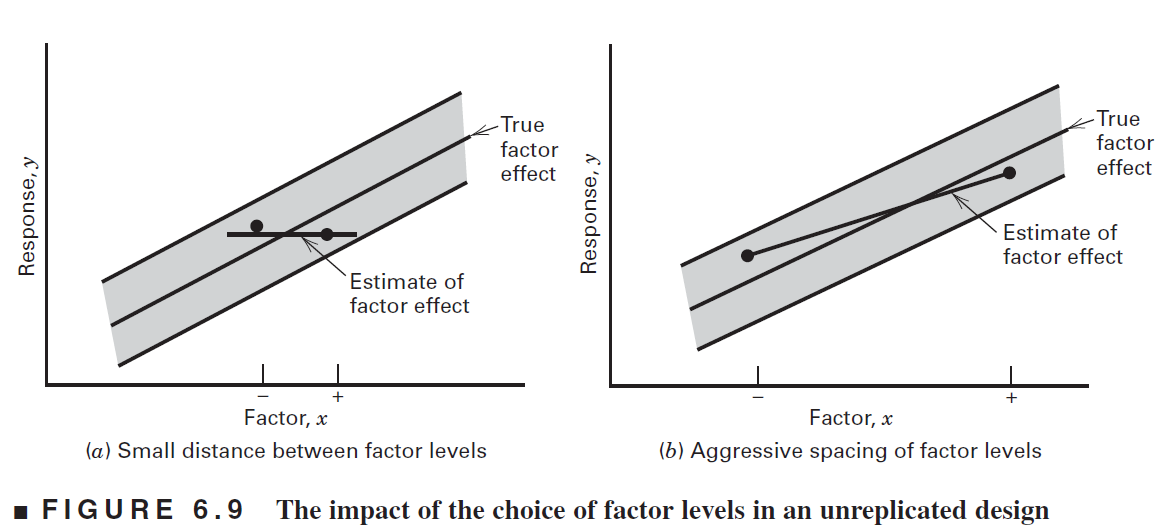 Response, y
True
factor
effect
Estimate of
factor effect
– +
Factor, x
(a) Small distance between factor levels
Response, y
True
factor
effect
Estimate of
factor effect
– +
Factor, x
(b) Aggressive spacing of factor levels
■ FIGURE 6.9 The impact of the choice of factor levels in an unreplicated design